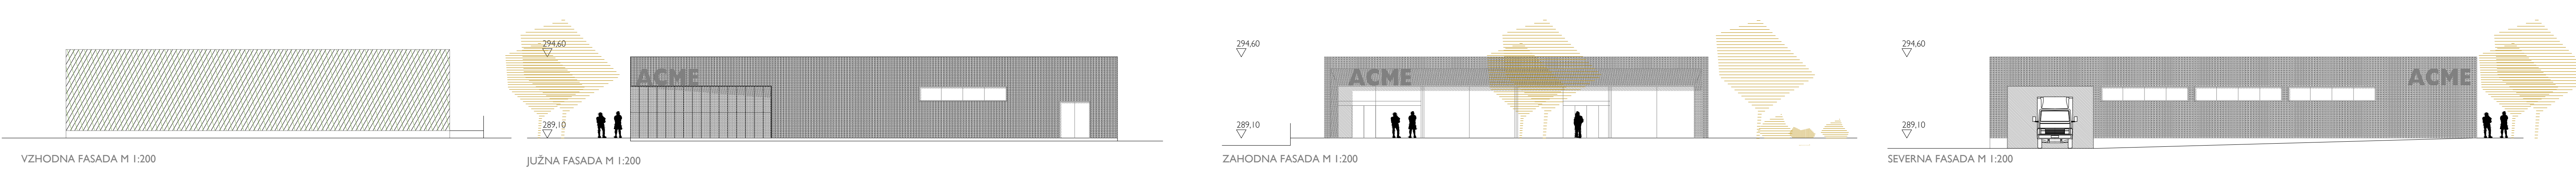 VZHODNA FASADA M 1:200
294,60
289,10
ACME
JUŽNA FASADA M 1:200
294,60
289,10
ACME
ZAHODNA FASADA M 1:200
294,60
289,10
ACME
SEVERNA FASADA M 1:200